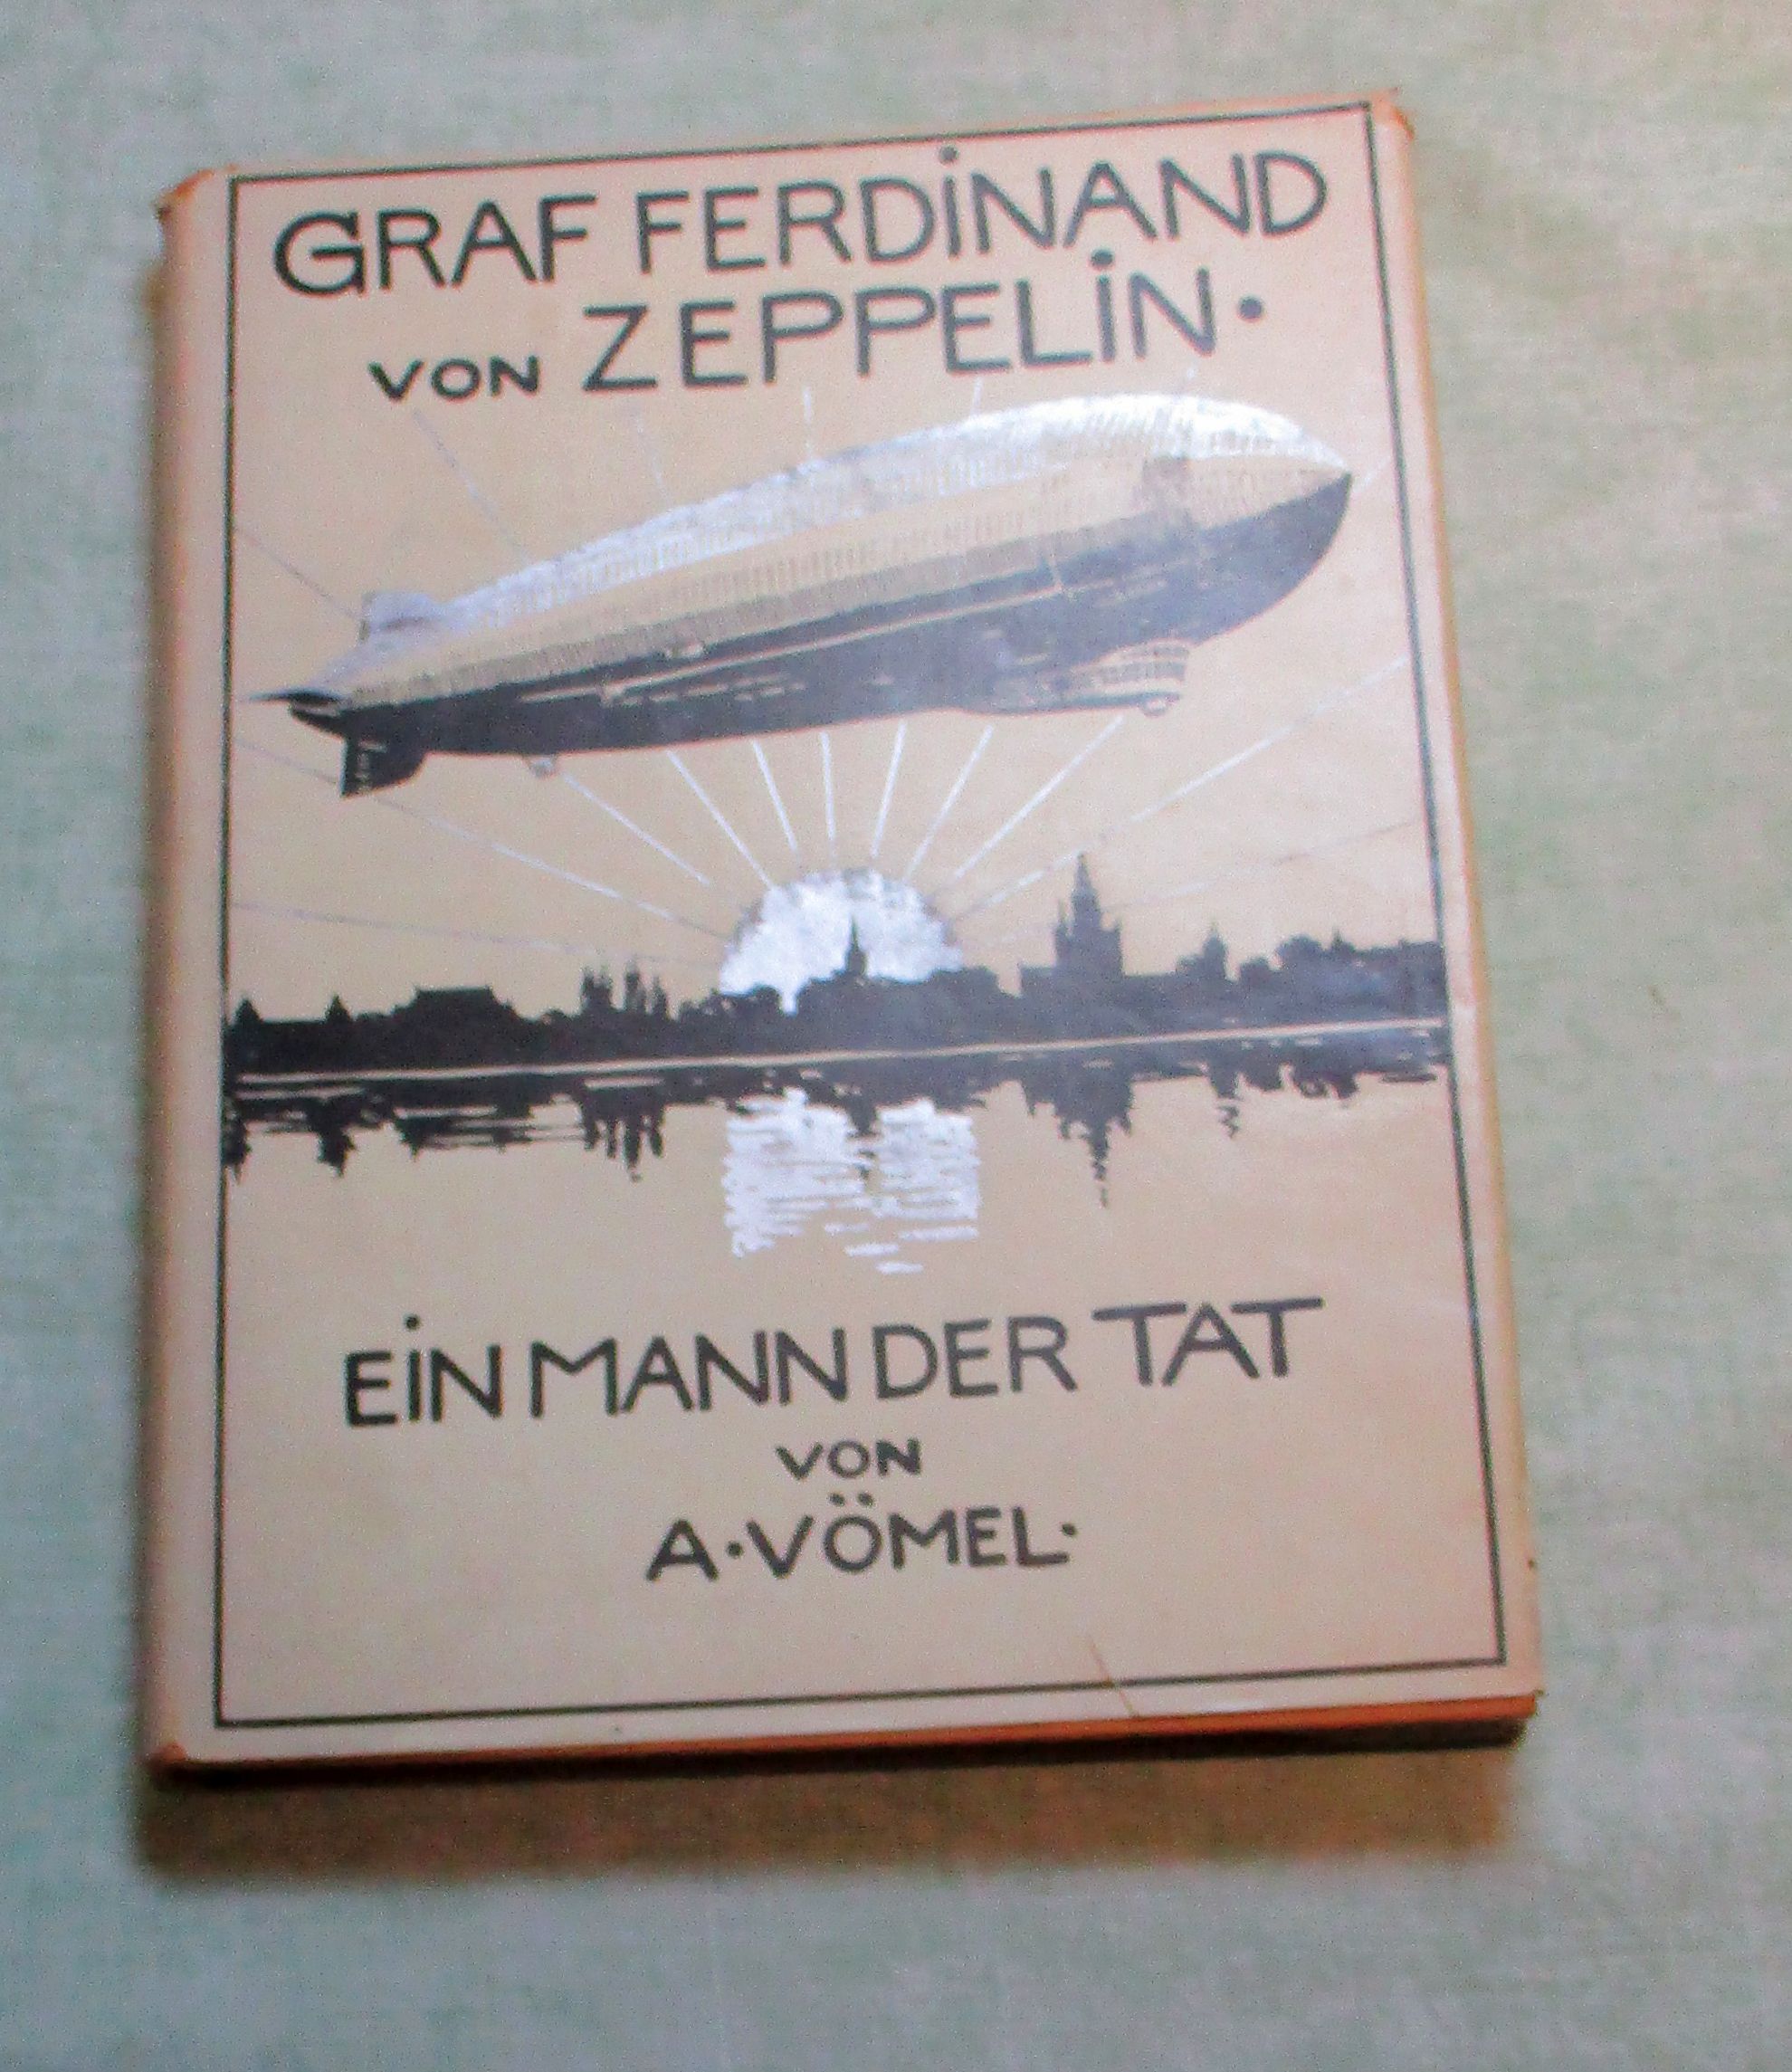 GRAF FERDiNAND
VON ZEPPELiN·
EiN MANN DER TAT
VON
A·VÖMEL·